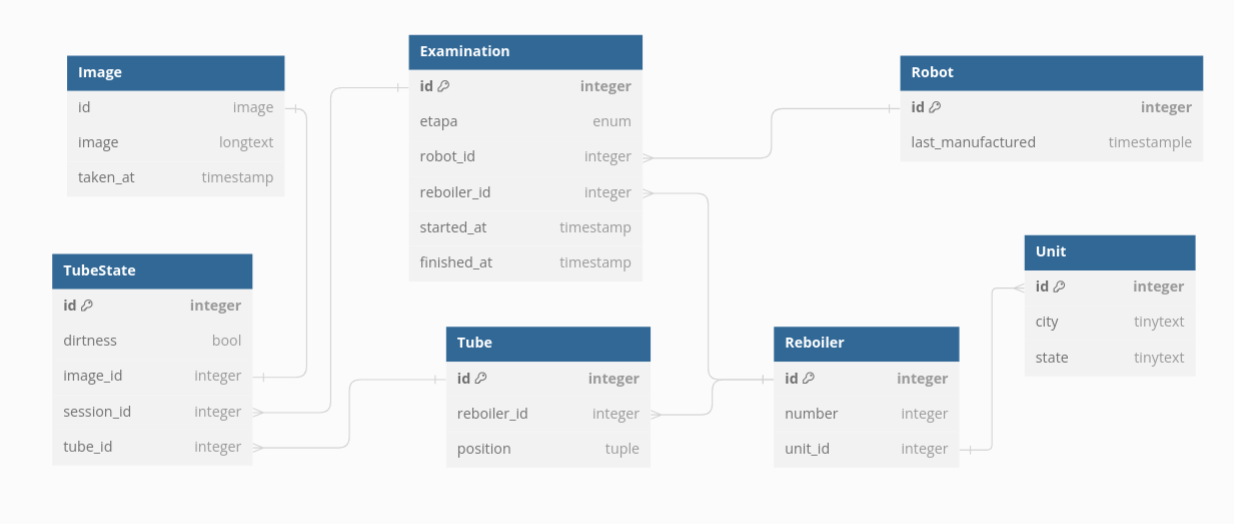 Image
id image
image longtext
taken_at timestamp
Examination
id integer
etapa enum
robot_id integer
reboiler_id integer
started_at timestamp
finished_at timestamp
Robot
id integer
last_manufactured timestample
TubeState
id integer
dirtness bool
image_id integer
session_id integer
tube_id integer
Tube
id integer
reboiler_id integer
position tuple
Reboiler
id integer
number integer
unit_id integer
Unit
id integer
city tinytext
state tinytext